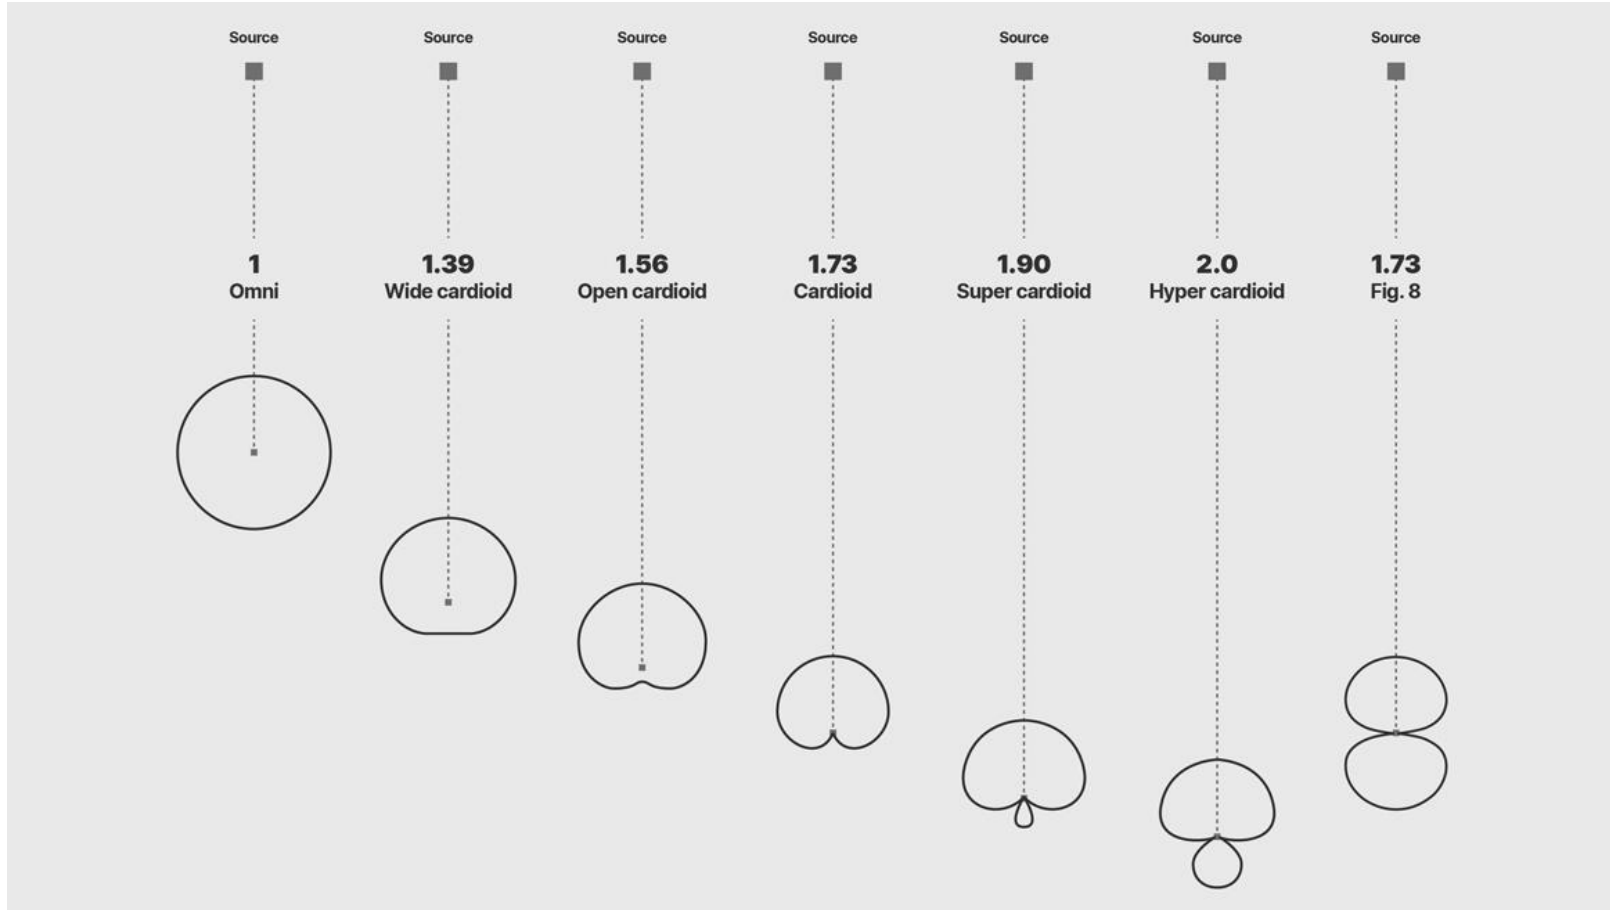 Source
Source
Source
Source
Source
Source
Source
1
1.39
1.56
1.73
1.90
2.0
1.73
Omni
Wide cardioid
Open cardioid
Cardioid
Super cardioid
Hyper cardioid
Fig. 8